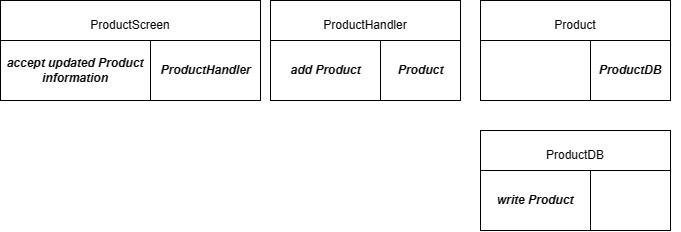 ProductScreen
accept updated Product
information
ProductHandler
ProductHandler
add Product
Product
Product
ProductDB
ProductDB
write Product